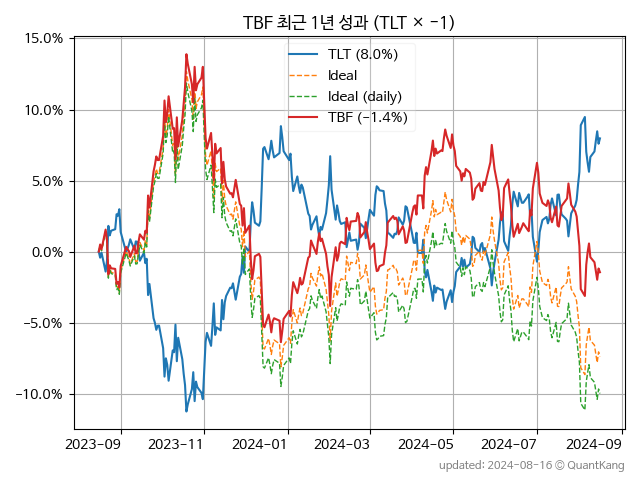 TBF 최근 1년 성과 (TLT × −1)
15.0%
10.0%
5.0%
0.0%
−5.0%
−10.0%
TLT (8.0%)
Ideal
Ideal (daily)
TBF (−1.4%)
2023-09
2023-11
2024-01
2024-03
2024-05
2024-07
2024-09
updated: 2024-08-16 © QuantKang